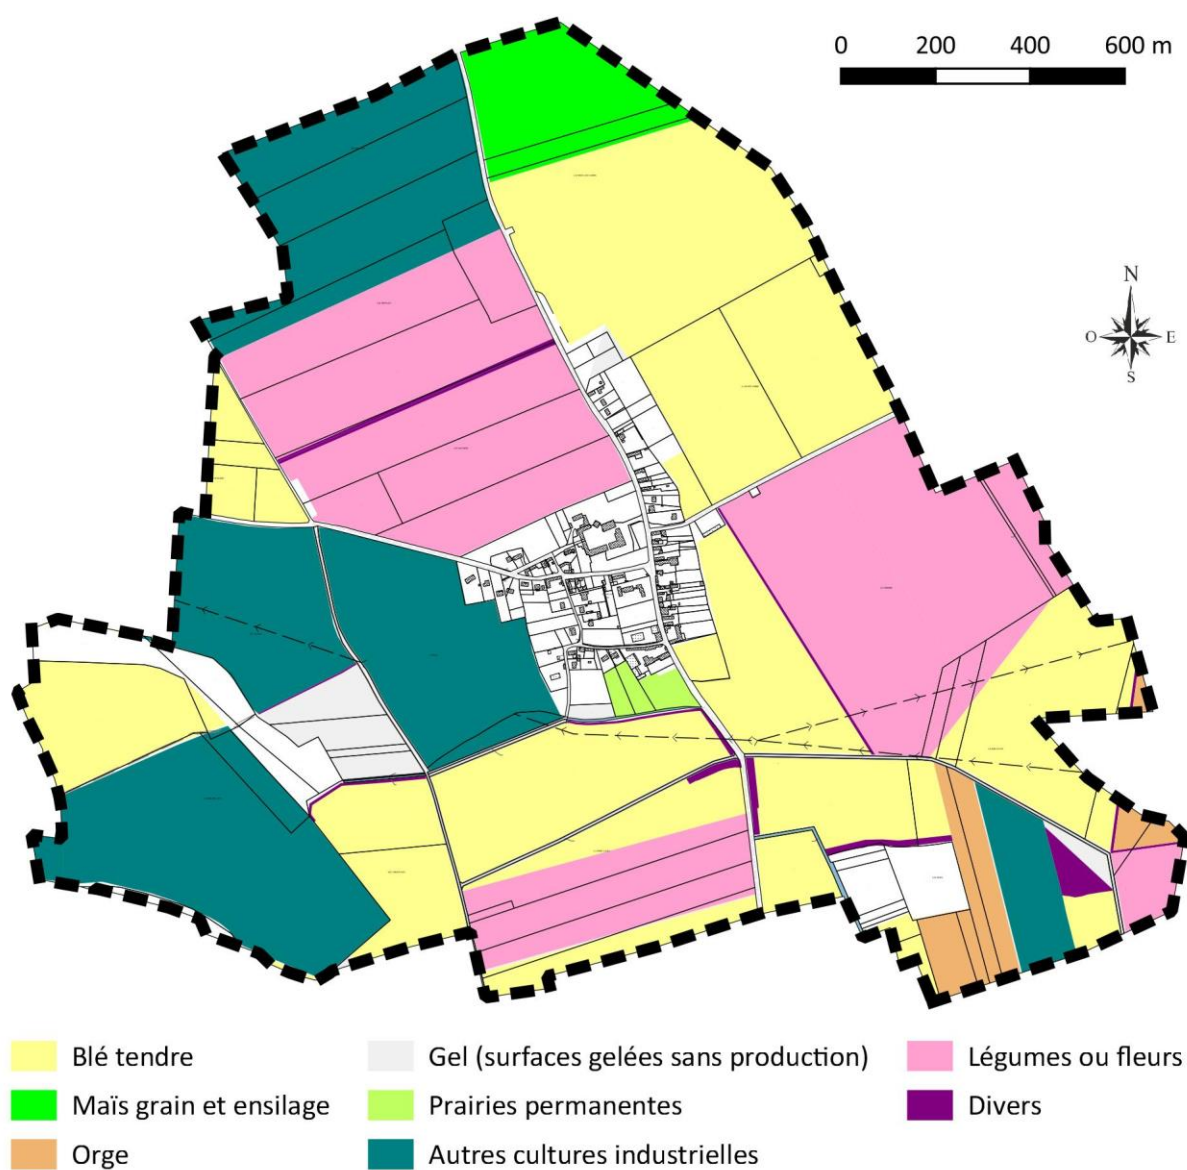 0 200 400 600 m
N
O E
S
Blé tendre
Gel (surfaces gelées sans production)
Légumes ou fleurs
Maïs grain et ensilage
Prairies permanentes
Divers
Orge
Autres cultures industrielles